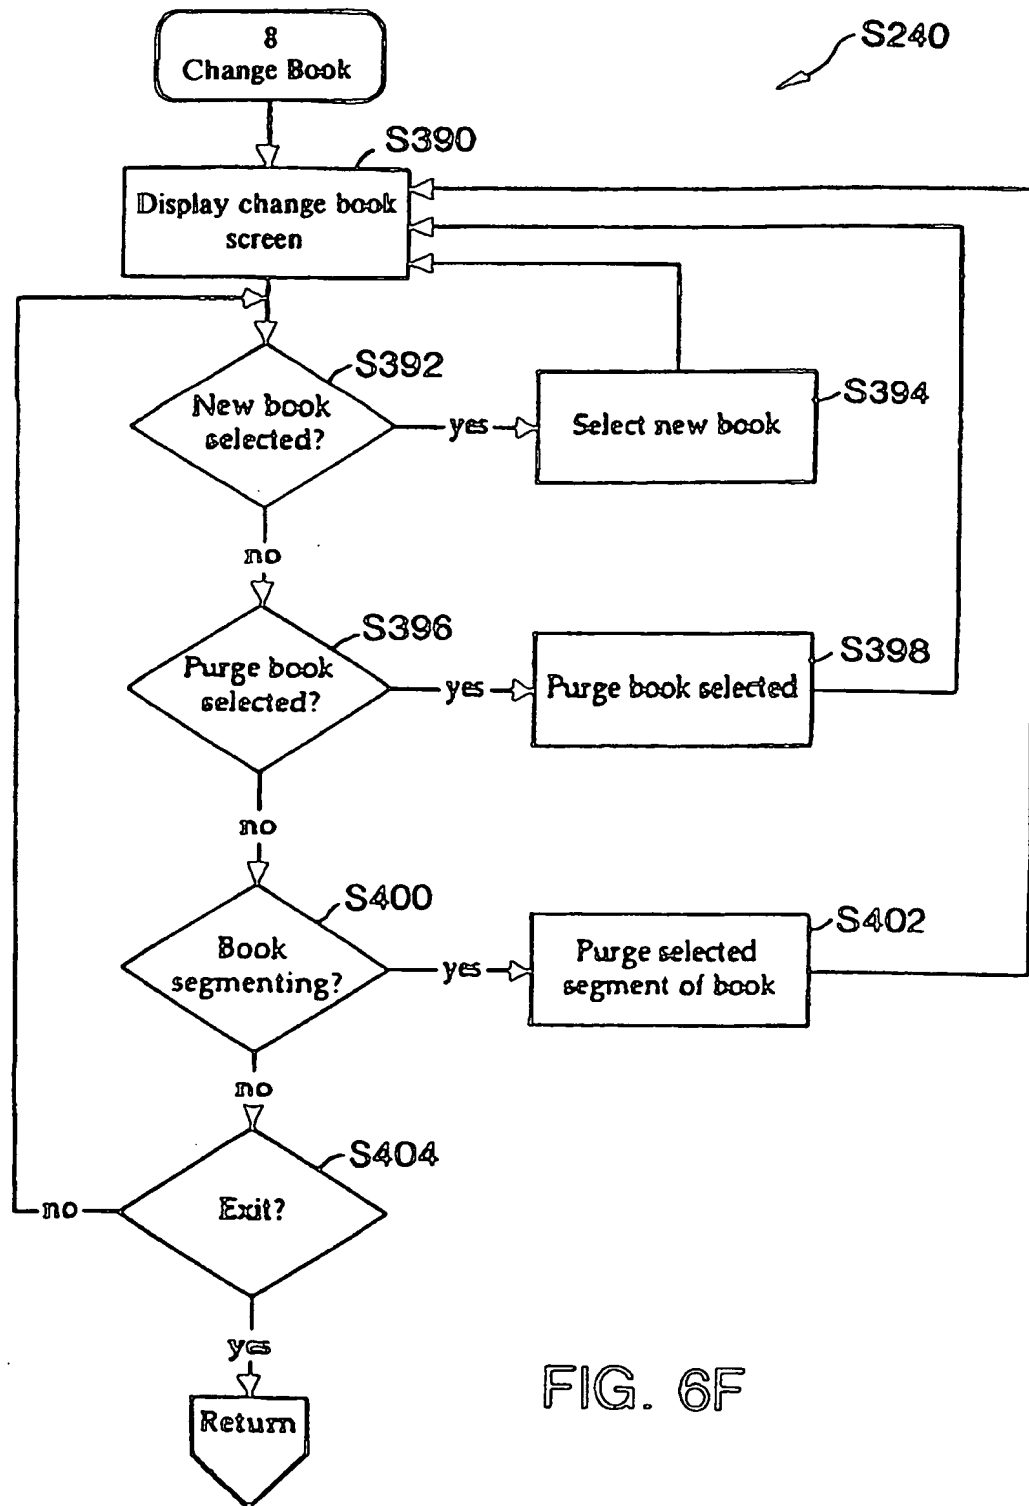 8
Change Book
S240
S390
Display change book
screen
S392
New book
selected?
yes
S394
Select new book
no
S396
Purge book
selected?
yes
S398
Purge book selected
no
S400
Book
segmenting?
yes
S402
Purge selected
segment of book
no
S404
Exit?
no
yes
Return
FIG. 6F